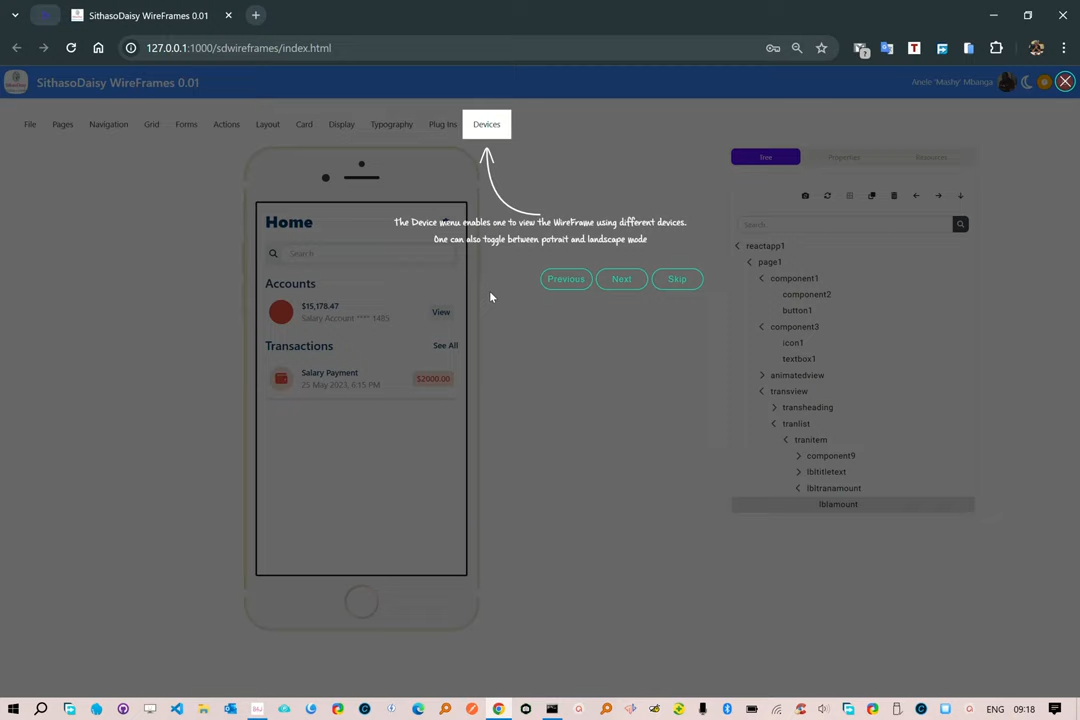 SithasoDaisy WireFrames 0.01
127.0.0.1:1000/sdwireframes/index.html
SithasoDaisy WireFrames 0.01
Anele 'Mashy' Mbanga
File Pages Navigation Grid Forms Actions Layout Card Display Typography Plug Ins Devices
Tree Properties Resources
Home
The Device menu enables one to view the WireFrame using different devices.
One can also toggle between potrait and landscape mode
Search
Search
Previous Next Skip
Accounts
$15,178.47
Salary Account **** 1485
View
Transactions
See All
Salary Payment
25 May 2023, 6.15 PM
$2000.00
reactapp1
page1
component1
component2
button1
component3
icon1
textbox1
animatedview
transview
transheading
tranlist
tranitem
component9
lbltitletext
lbltranamount
lblamount
ENG
09:18